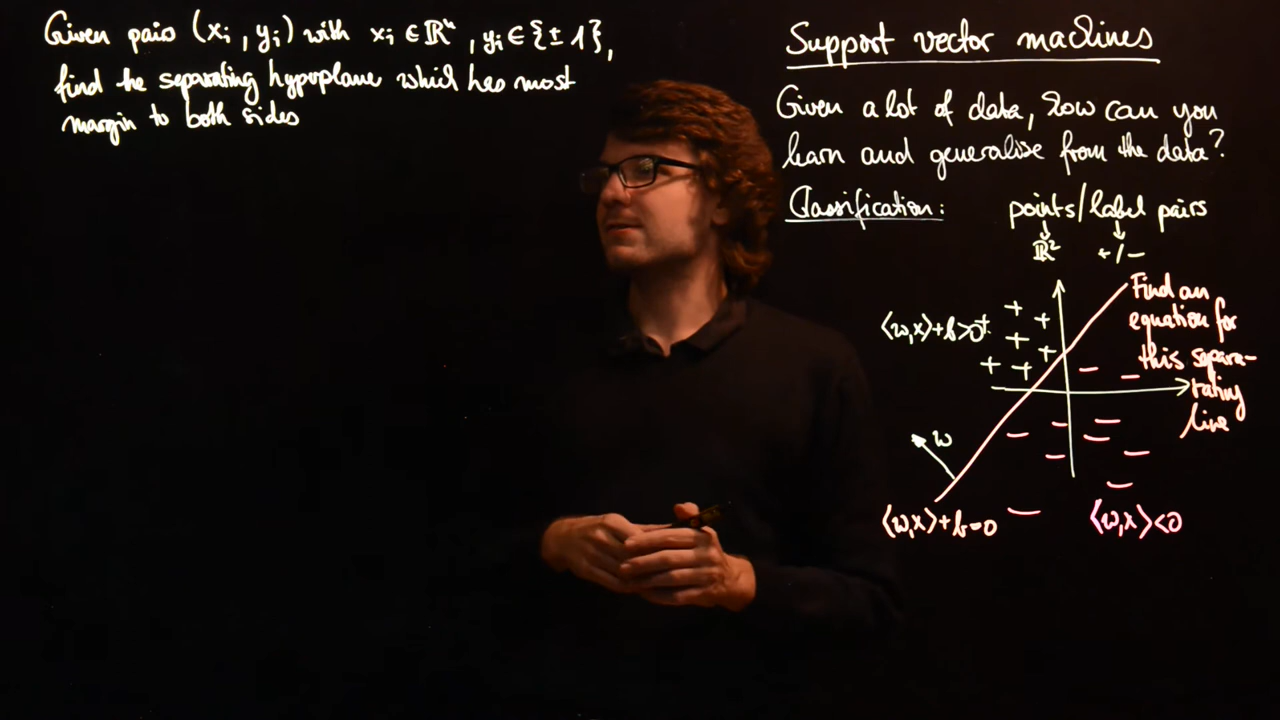 Given pairs (xᵢ, yᵢ) with xᵢ ∈ ℝⁿ, yᵢ ∈ {± 1},
find the separating hyperplane which has most
margin to both sides
Support vector machines
Given a lot of data, how can you
learn and generalise from the data?
Classification: points/label pairs
ℝ² +/−
Find an
equation for
this separa-
ting
line
⟨w,x⟩+b>0
w
⟨w,x⟩+b=0
⟨w,x⟩<0